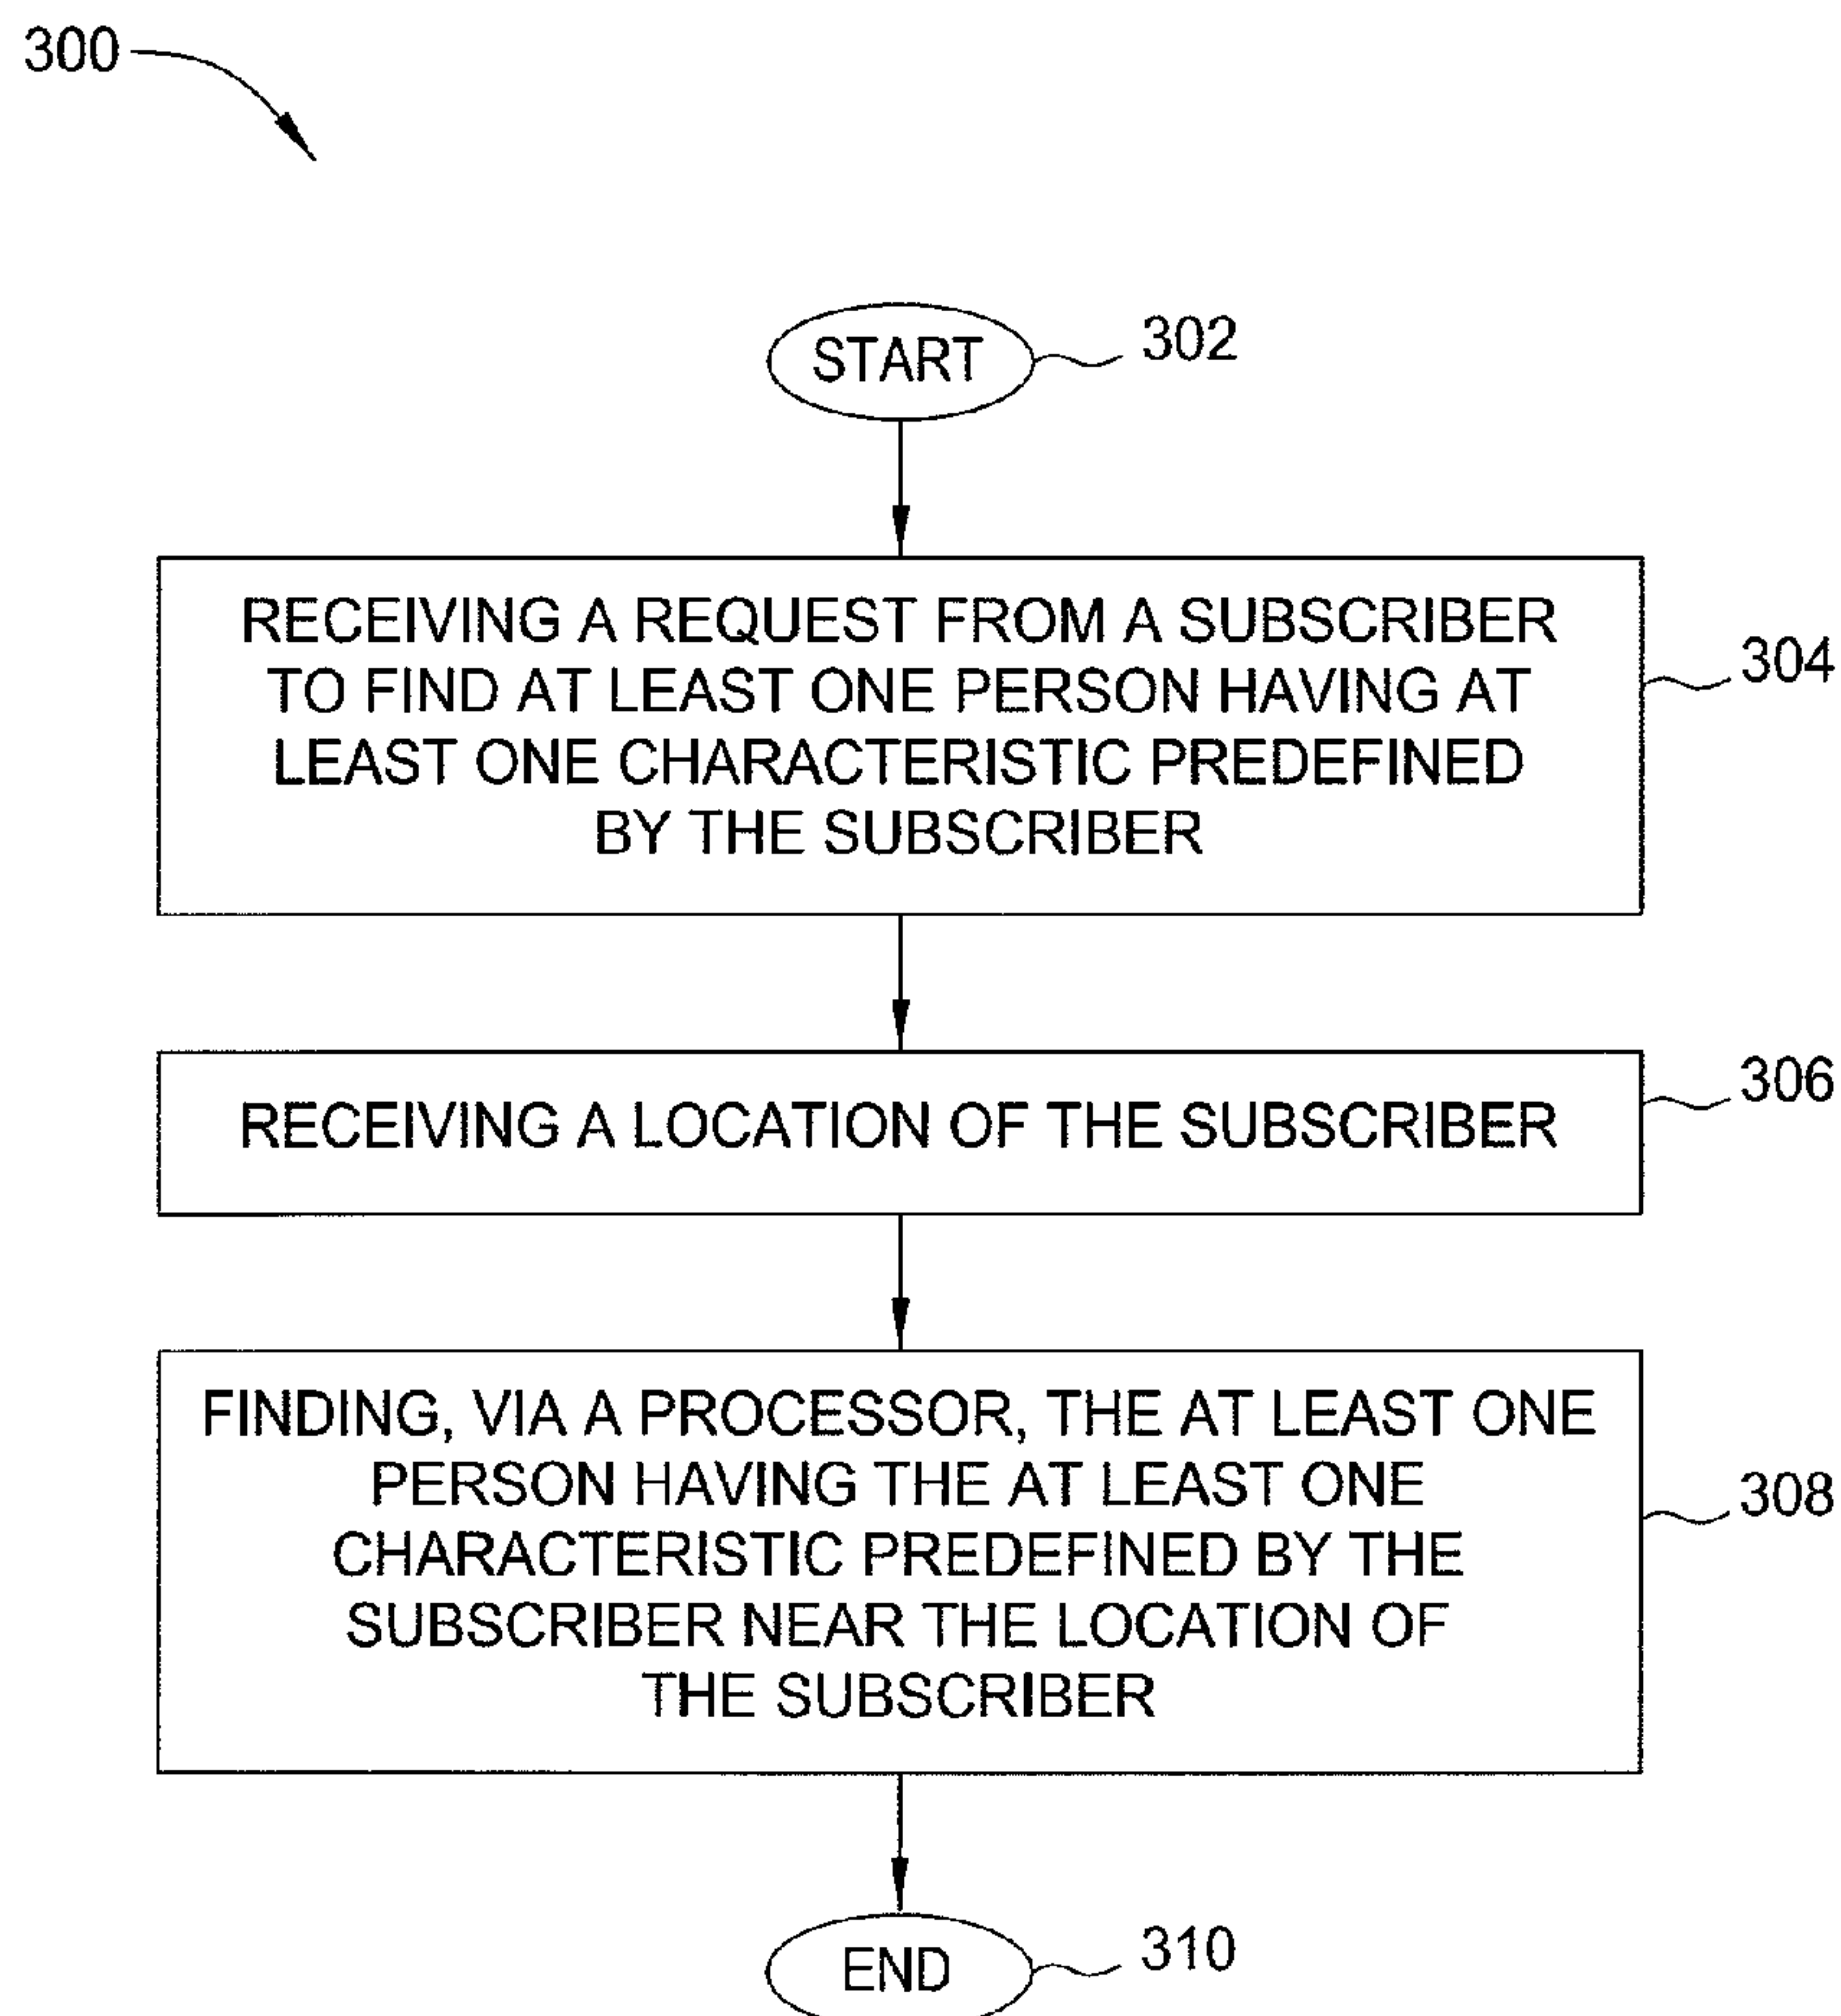 300
START
302
RECEIVING A REQUEST FROM A SUBSCRIBER
TO FIND AT LEAST ONE PERSON HAVING AT
LEAST ONE CHARACTERISTIC PREDEFINED
BY THE SUBSCRIBER
304
RECEIVING A LOCATION OF THE SUBSCRIBER
306
FINDING, VIA A PROCESSOR, THE AT LEAST ONE
PERSON HAVING THE AT LEAST ONE
CHARACTERISTIC PREDEFINED BY THE
SUBSCRIBER NEAR THE LOCATION OF
THE SUBSCRIBER
308
END
310